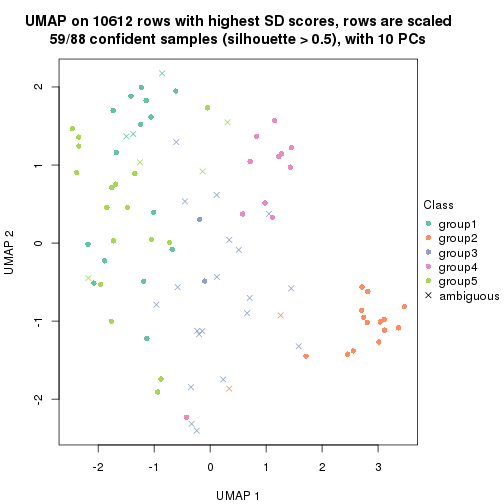 UMAP on 10612 rows with highest SD scores, rows are scaled
59/88 confident samples (silhouette > 0.5), with 10 PCs
2
1
0
-1
-2
UMAP 2
-2
-1
0
1
2
3
UMAP 1
Class
group1
group2
group3
group4
group5
ambiguous